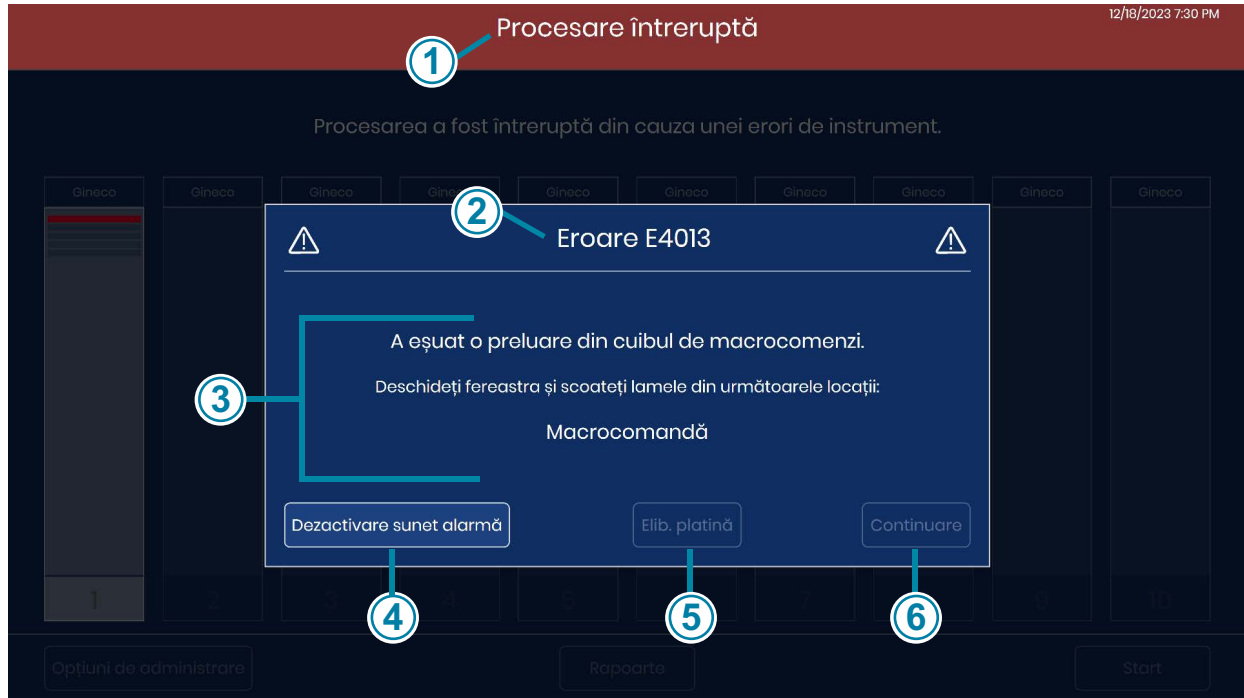 Procesare întreruptă
12/18/2023 7:30 PM
1
Procesarea a fost întreruptă din cauza unei erori de instrument.
Gineco Gineco Gineco Gineco Gineco Gineco Gineco Gineco Gineco Gineco
2
Eroare E4013
A eșuat o preluare din cuibul de macrocomenzi.
Deschideți fereastra și scoateți lamele din următoarele locații:
3
Macrocomandă
Dezactivare sunet alarmă Elib. platină Continuare
1 2 3 4 7 9 10
4 5 6
Opțiuni de administrare Rapoarte Start